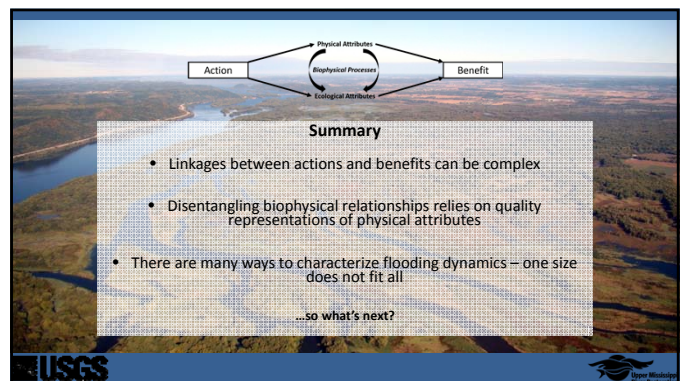 Physical Attributes
Action
Biophysical Processes
Benefit
Ecological Attributes
Summary
• Linkages between actions and benefits can be complex
• Disentangling biophysical relationships relies on quality
representations of physical attributes
• There are many ways to characterize flooding dynamics – one size
does not fit all
...so what's next?
USGS
Upper Mississippi